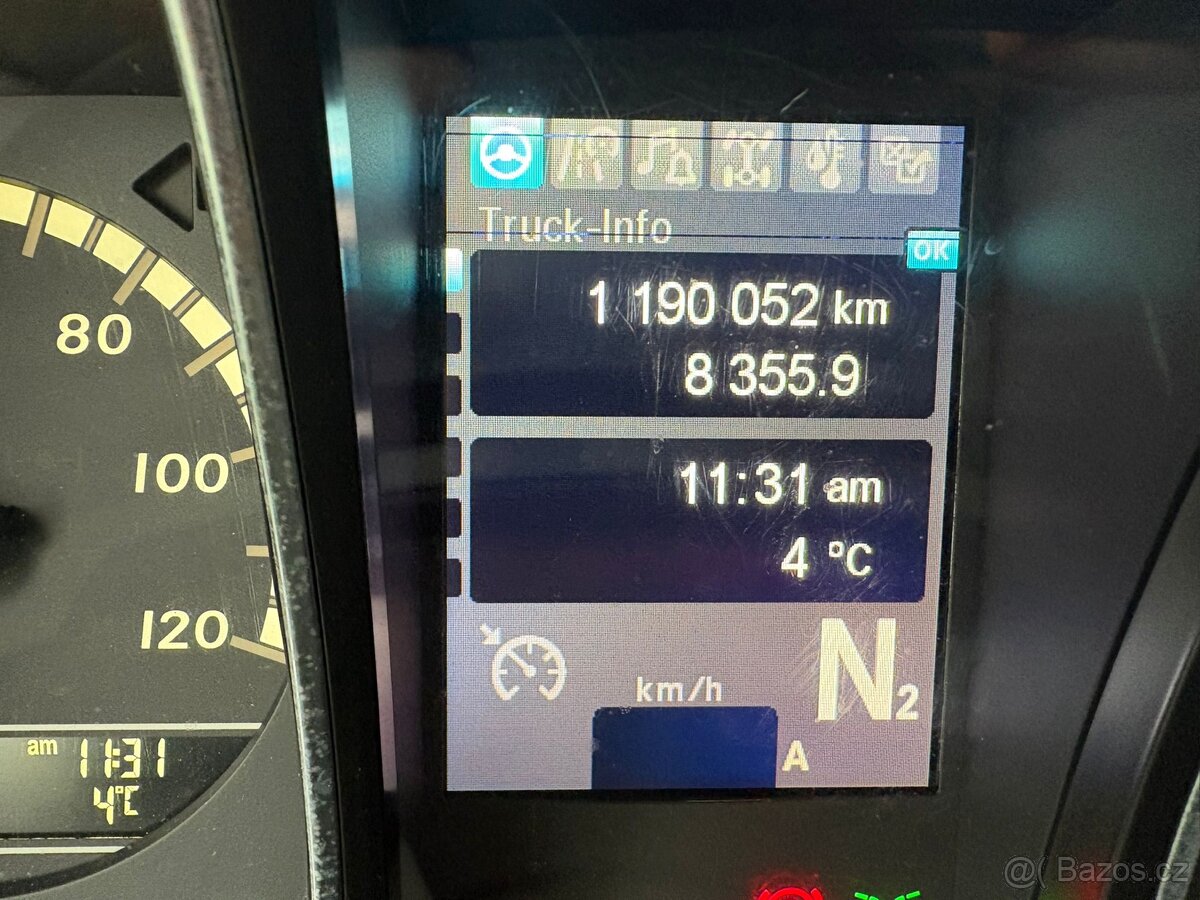 80
100
120
am 11:31
4°C
Truck-Info
OK
1 190 052 km
8 355.9
11:31 am
4 °C
km/h
N2
A
@( Bazos.cz